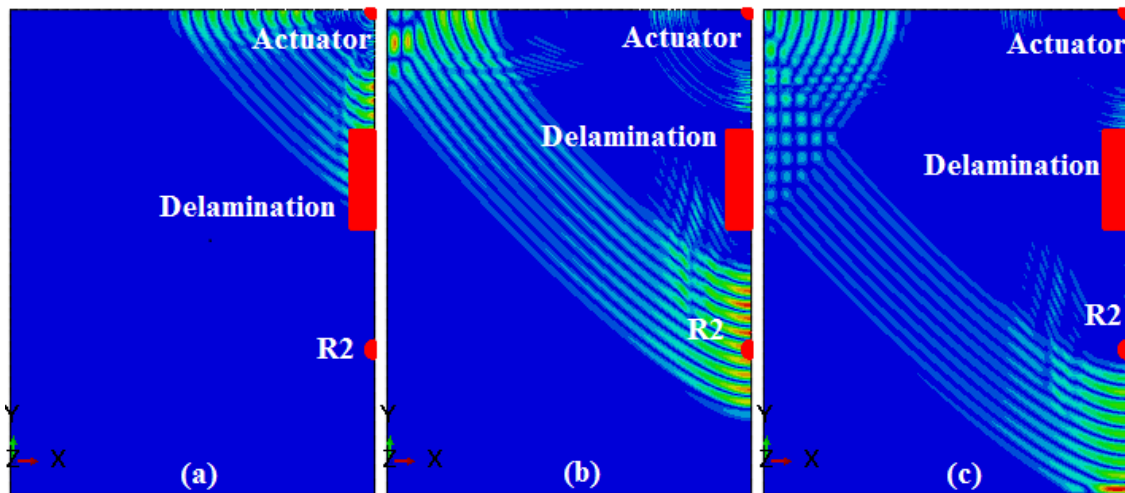 Actuator
Delamination
R2
Y
Z X
(a)
Actuator
Delamination
R2
Y
Z X
(b)
Actuator
Delamination
R2
Y
Z X
(c)